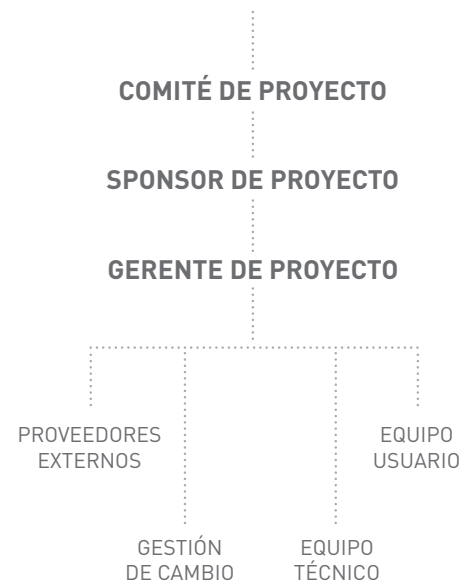 COMITÉ DE PROYECTO
SPONSOR DE PROYECTO
GERENTE DE PROYECTO
PROVEEDORES
EXTERNOS
EQUIPO
USUARIO
GESTIÓN
DE CAMBIO
EQUIPO
TÉCNICO